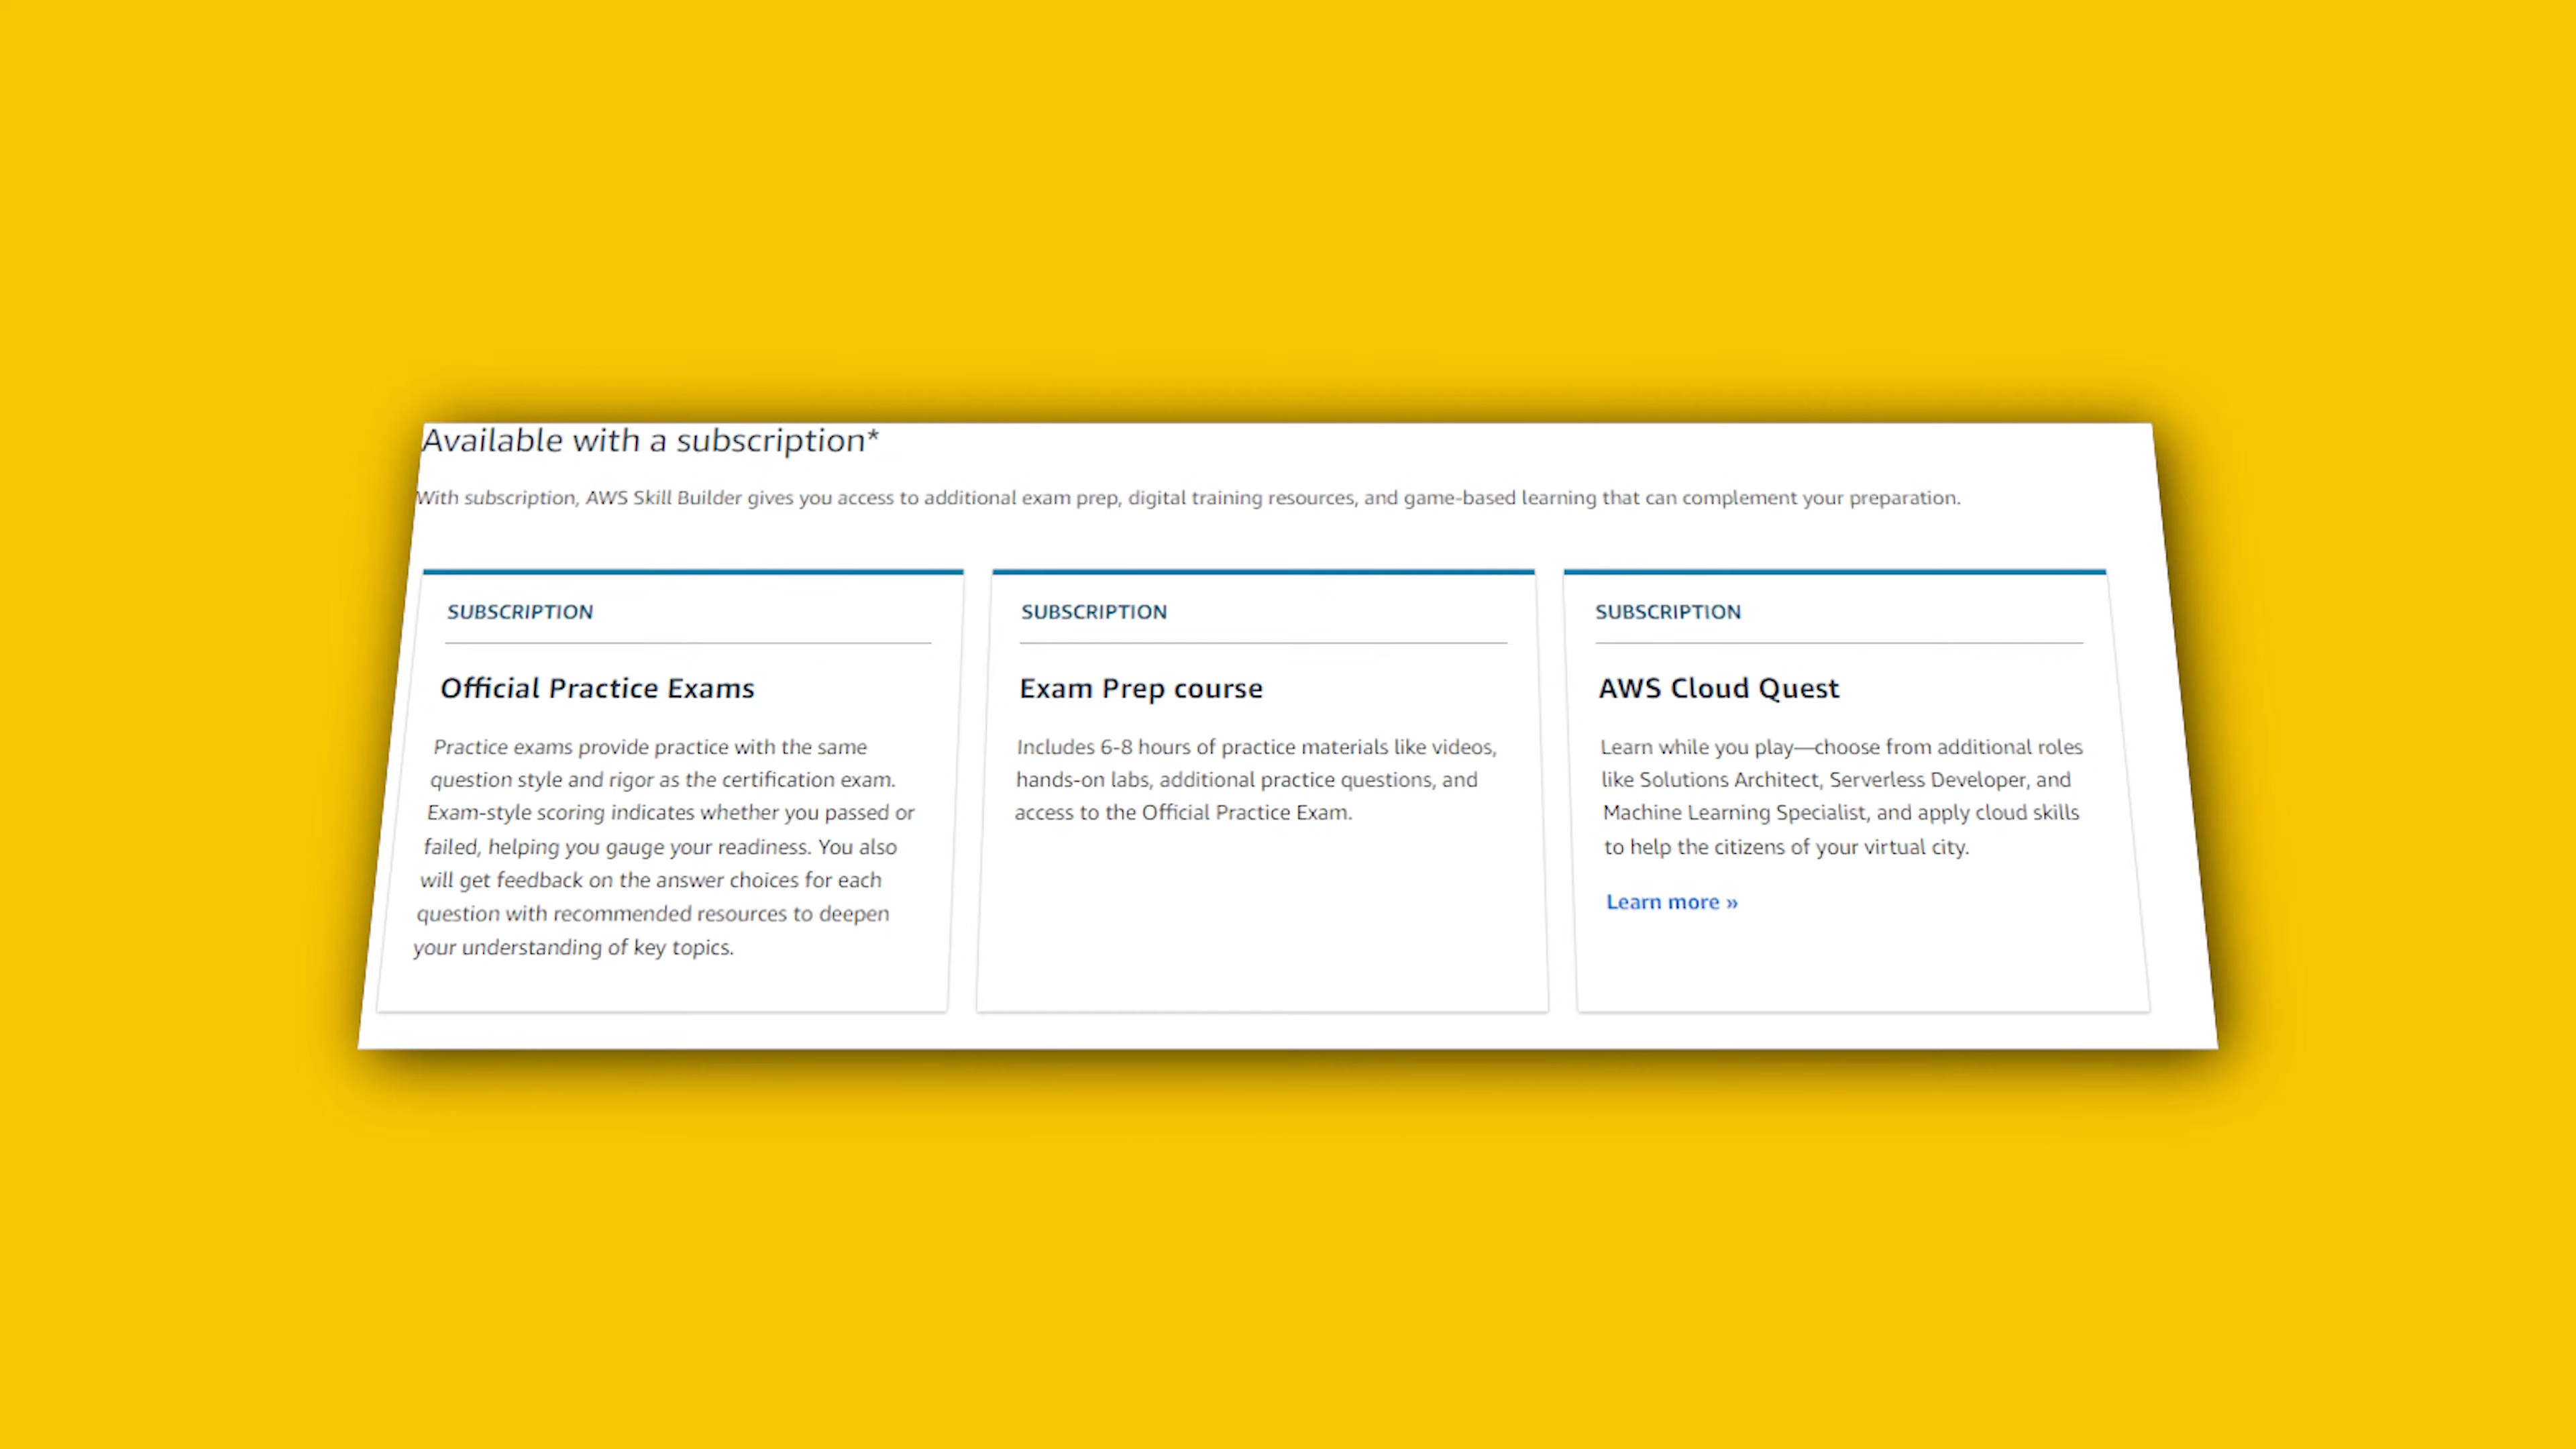 Available with a subscription*
With subscription, AWS Skill Builder gives you access to additional exam prep, digital training resources, and game-based learning that can complement your preparation.
SUBSCRIPTION
Official Practice Exams
Practice exams provide practice with the same
question style and rigor as the certification exam.
Exam-style scoring indicates whether you passed or
failed, helping you gauge your readiness. You also
will get feedback on the answer choices for each
question with recommended resources to deepen
your understanding of key topics.
SUBSCRIPTION
Exam Prep course
Includes 6-8 hours of practice materials like videos,
hands-on labs, additional practice questions, and
access to the Official Practice Exam.
SUBSCRIPTION
AWS Cloud Quest
Learn while you play—choose from additional roles
like Solutions Architect, Serverless Developer, and
Machine Learning Specialist, and apply cloud skills
to help the citizens of your virtual city.
Learn more »